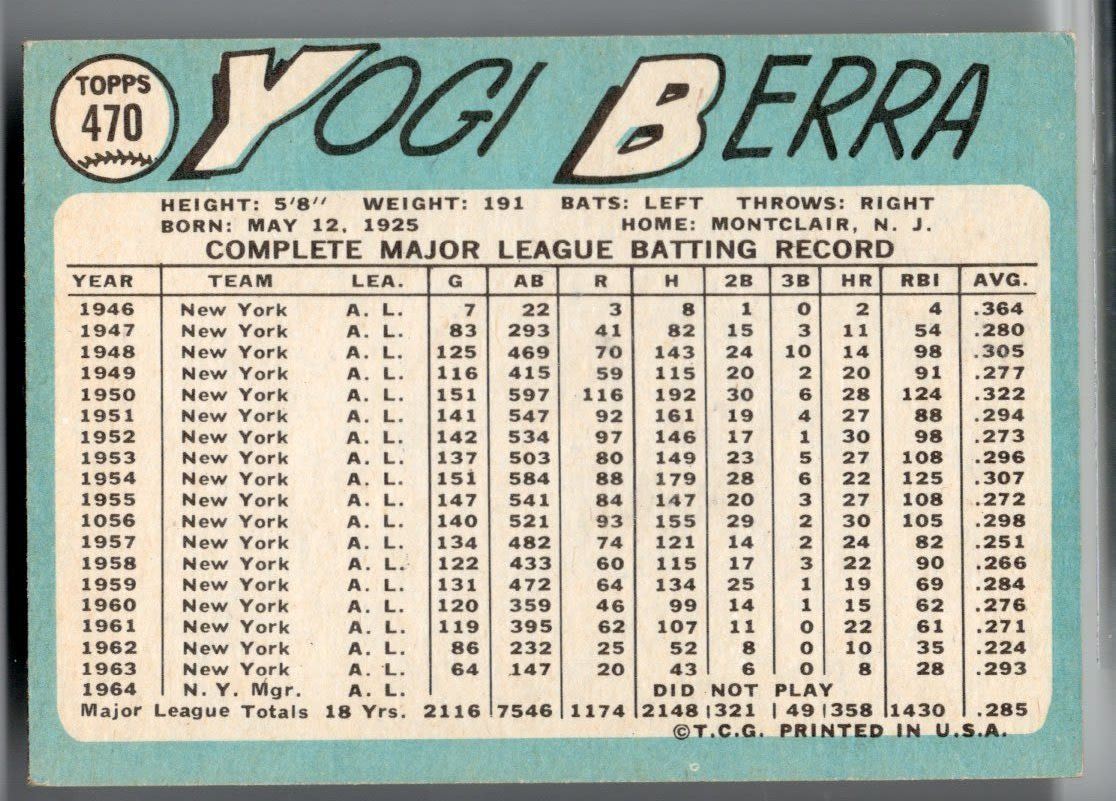 TOPPS
470
YOGI BERRA
HEIGHT: 5'8" WEIGHT: 191 BATS: LEFT THROWS: RIGHT
BORN: MAY 12, 1925 HOME: MONTCLAIR, N. J.
COMPLETE MAJOR LEAGUE BATTING RECORD
YEAR TEAM LEA. G AB R H 2B 3B HR RBI AVG.
1946 New York A. L. 7 22 3 8 1 0 2 4 .364
1947 New York A. L. 83 293 41 82 15 3 11 54 .280
1948 New York A. L. 125 469 70 143 24 10 14 98 .305
1949 New York A. L. 116 415 59 115 20 2 20 91 .277
1950 New York A. L. 151 597 116 192 30 6 28 124 .322
1951 New York A. L. 141 547 92 161 19 4 27 88 .294
1952 New York A. L. 142 534 97 146 17 1 30 98 .273
1953 New York A. L. 137 503 80 149 23 5 27 108 .296
1954 New York A. L. 151 584 88 179 28 6 22 125 .307
1955 New York A. L. 147 541 84 147 20 3 27 108 .272
1056 New York A. L. 140 521 93 155 29 2 30 105 .298
1957 New York A. L. 134 482 74 121 14 2 24 82 .251
1958 New York A. L. 122 433 60 115 17 3 22 90 .266
1959 New York A. L. 131 472 64 134 25 1 19 69 .284
1960 New York A. L. 120 359 46 99 14 1 15 62 .276
1961 New York A. L. 119 395 62 107 11 0 22 61 .271
1962 New York A. L. 86 232 25 52 8 0 10 35 .224
1963 New York A. L. 64 147 20 43 6 0 8 28 .293
1964 N. Y. Mgr. A. L. DID NOT PLAY
Major League Totals 18 Yrs. 2116 7546 1174 2148 321 49 358 1430 .285
©T.C.G. PRINTED IN U.S.A.